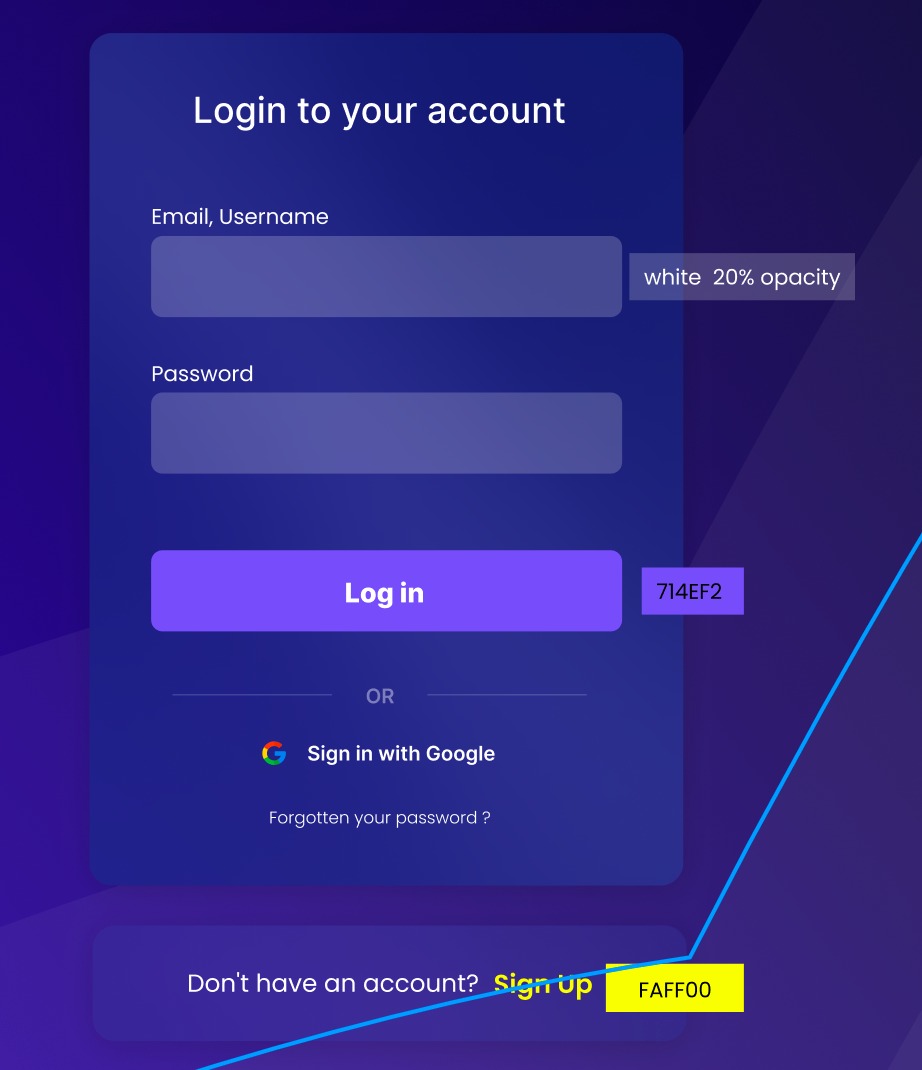 Login to your account
Email, Username
white 20% opacity
Password
Log in
714EF2
OR
Sign in with Google
Forgotten your password ?
Don't have an account? Sign Up
FAFF00